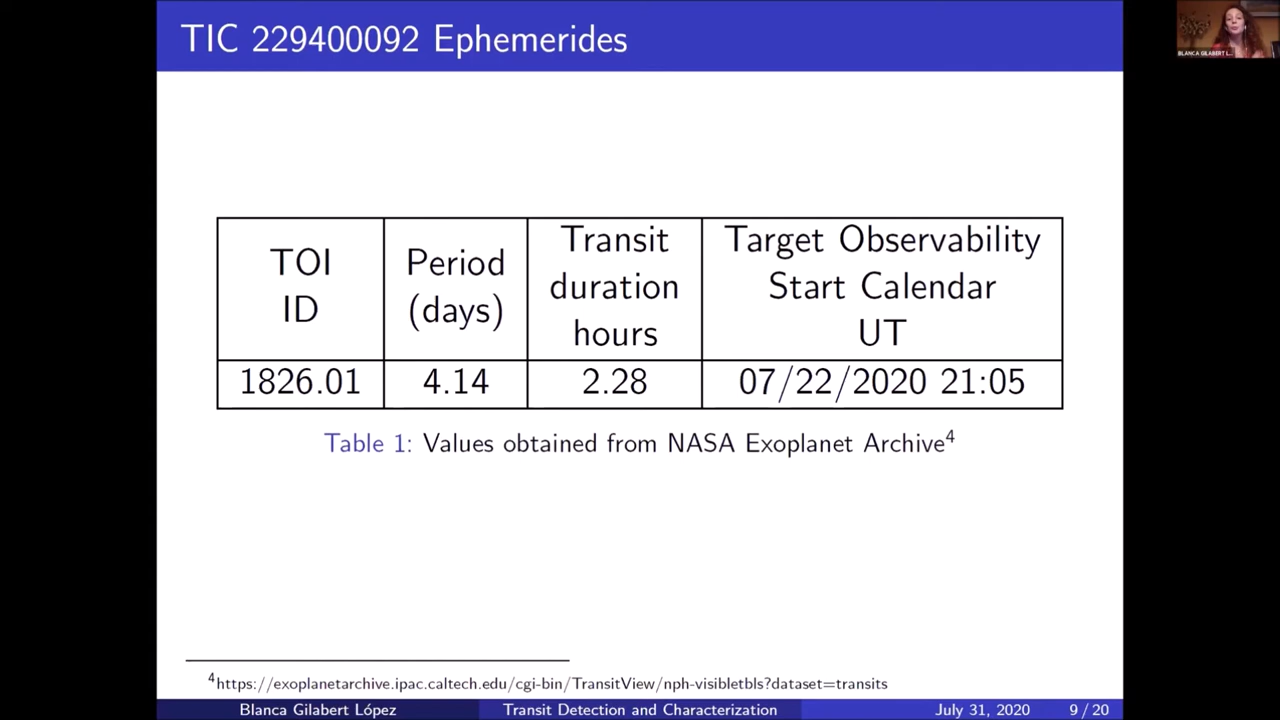 TIC 229400092 Ephemerides
BLANCA GILABERT L...
TOI ID
Period (days)
Transit duration hours
Target Observability Start Calendar UT
1826.01 4.14 2.28 07/22/2020 21:05
Table 1: Values obtained from NASA Exoplanet Archive⁴
⁴https://exoplanetarchive.ipac.caltech.edu/cgi-bin/TransitView/nph-visibletbls?dataset=transits
Blanca Gilabert López Transit Detection and Characterization July 31, 2020 9 / 20